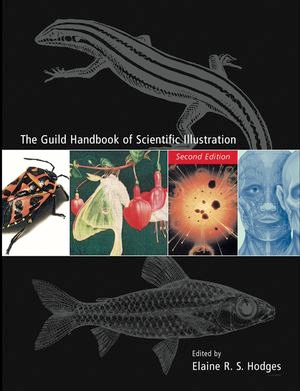 The Guild Handbook of Scientific Illustration
Second Edition
Edited by
Elaine R. S. Hodges